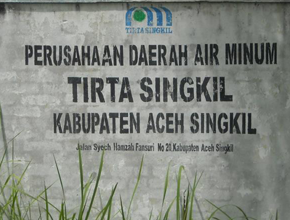 TIRTA SINGKIL
PERUSAHAAN DAERAH AIR MINUM
TIRTA SINGKIL
KABUPATEN ACEH SINGKIL
Jalan Syech Hamzah Fansuri No 21 Kabupaten Aceh Singkil